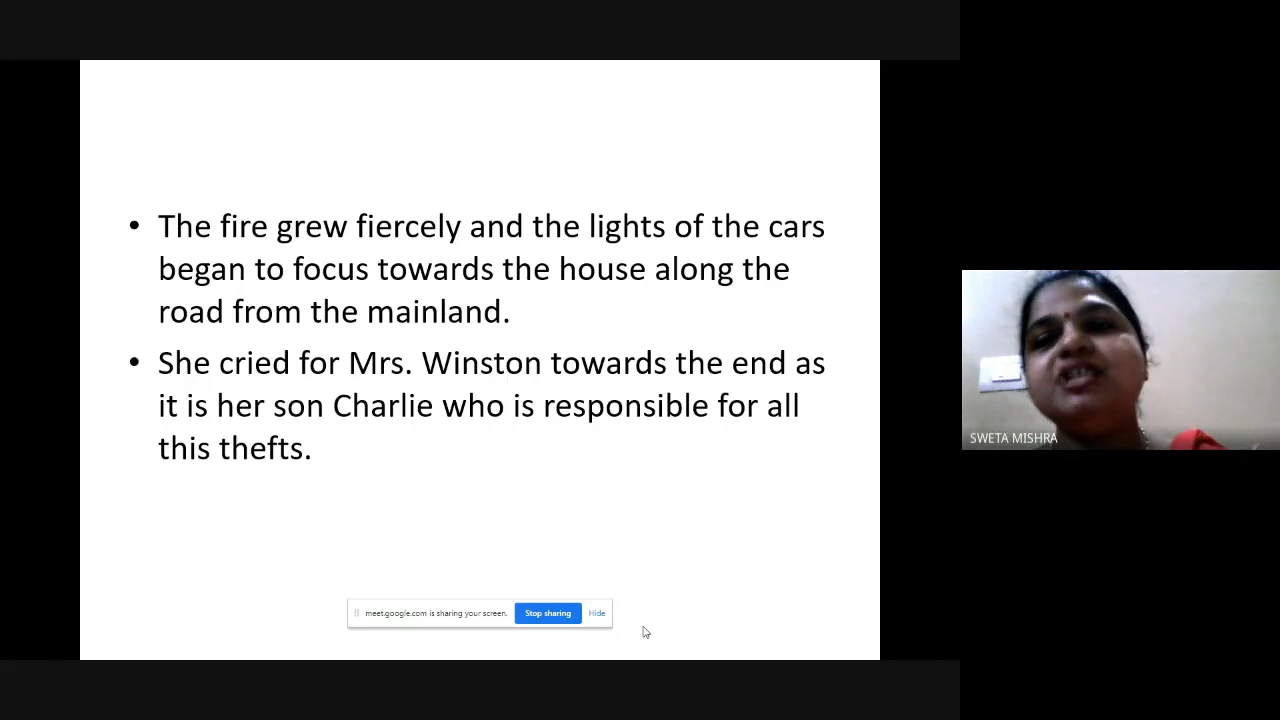 • The fire grew fiercely and the lights of the cars
began to focus towards the house along the
road from the mainland.
• She cried for Mrs. Winston towards the end as
it is her son Charlie who is responsible for all
this thefts.
meet.google.com is sharing your screen. Stop sharing Hide
SWETA MISHRA